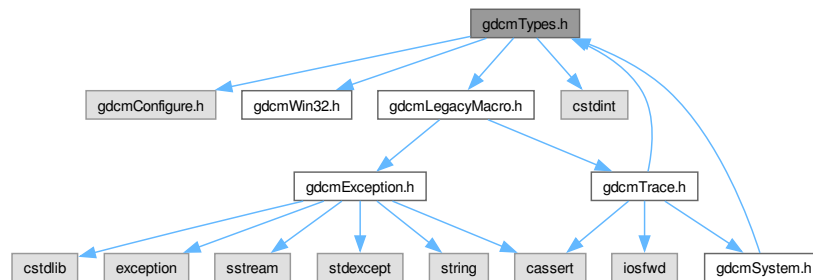 gdcmTypes.h
gdcmConfigure.h
gdcmWin32.h
gdcmLegacyMacro.h
cstdint
gdcmException.h
gdcmTrace.h
cstdlib
exception
sstream
stdexcept
string
cassert
iosfwd
gdcmSystem.h